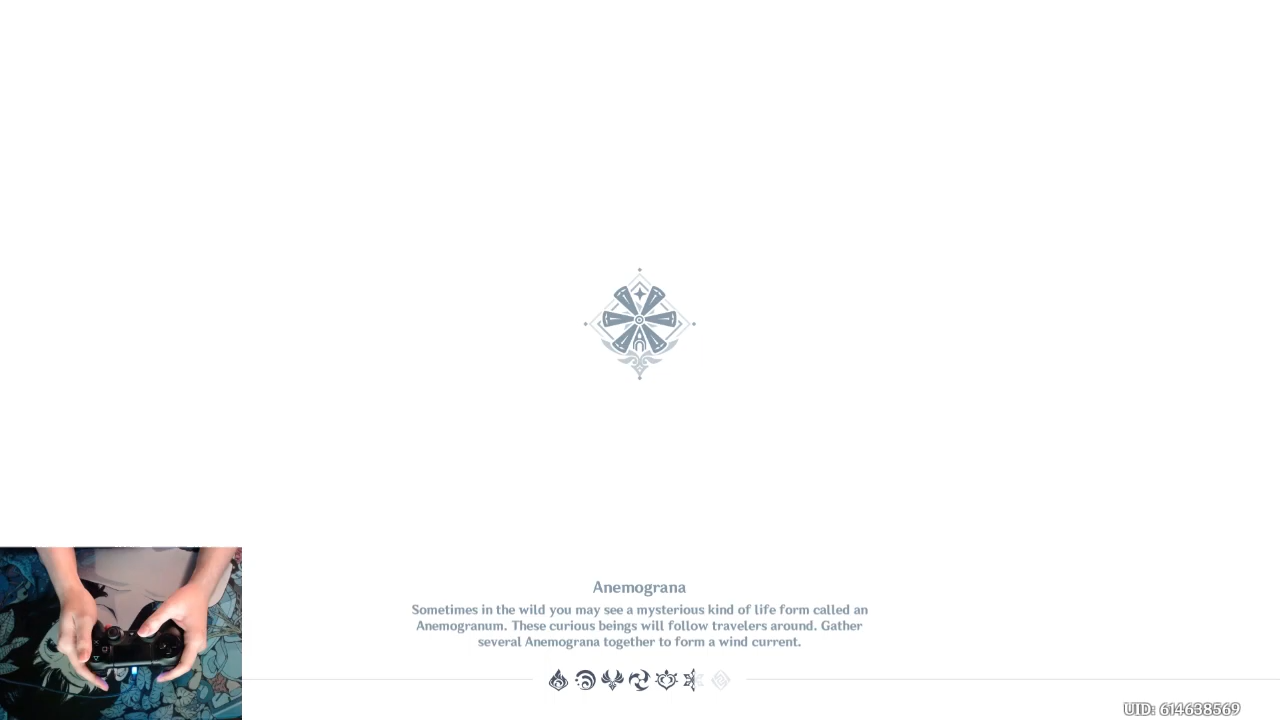 Anemograna
Sometimes in the wild you may see a mysterious kind of life form called an
Anemogranum. These curious beings will follow travelers around. Gather
several Anemograna together to form a wind current.
UID: 614638569